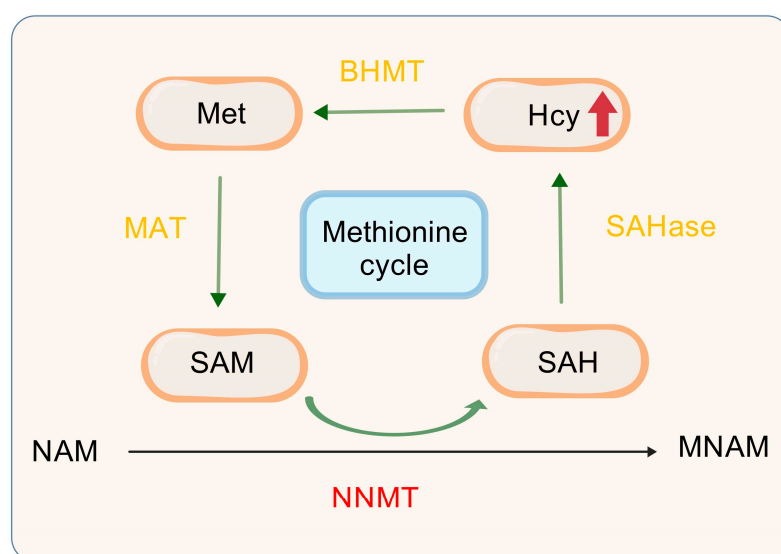 BHMT
Met
Hcy
MAT
Methionine
cycle
SAHase
SAM
SAH
NAM
MNAM
NNMT